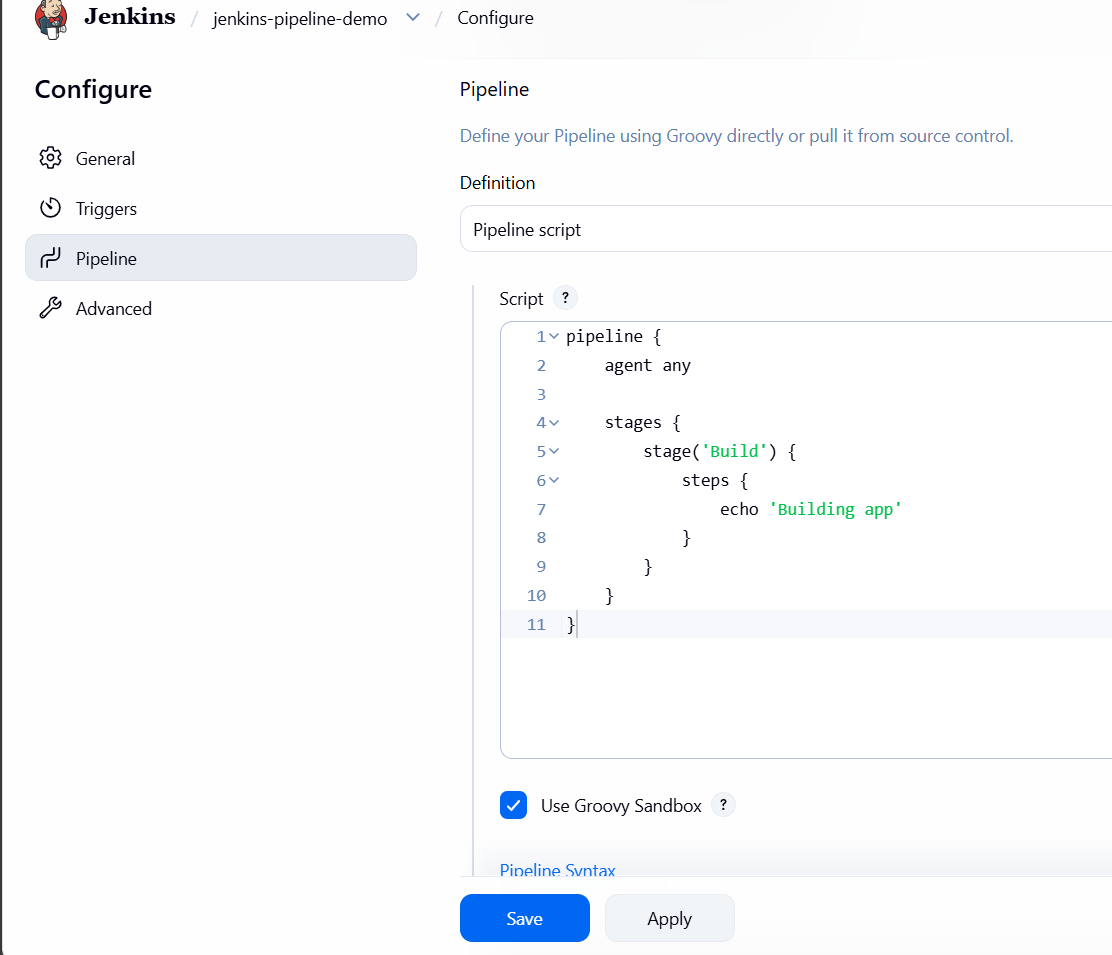 Jenkins / jenkins-pipeline-demo / Configure
Configure
General
Triggers
Pipeline
Advanced
Pipeline
Define your Pipeline using Groovy directly or pull it from source control.
Definition
Pipeline script
Script ?
1 pipeline {
2     agent any
3
4     stages {
5         stage('Build') {
6             steps {
7                 echo 'Building app'
8             }
9         }
10     }
11 }
Use Groovy Sandbox ?
Pipeline Syntax
Save Apply